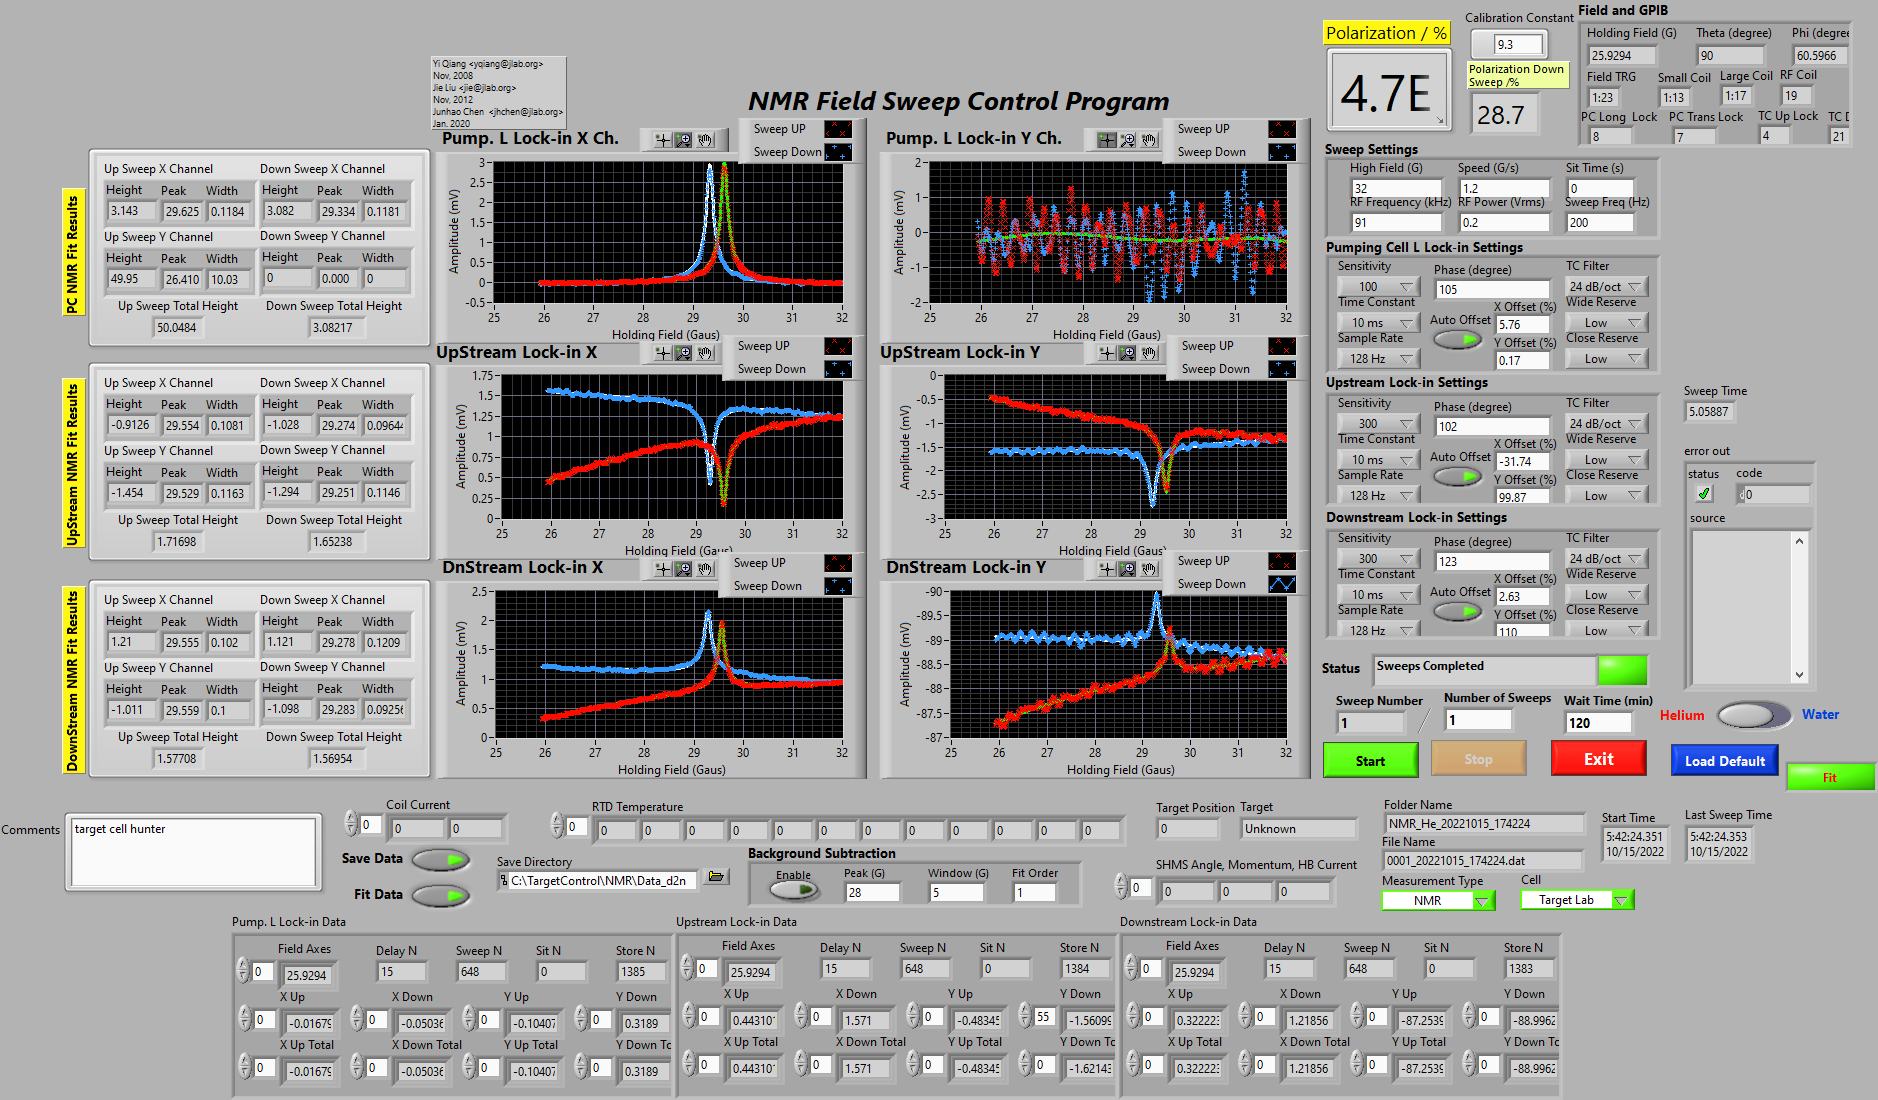 Yi Qiang <yqiang@jlab.org>
Nov, 2008
Jie Liu <jie@jlab.org>
Nov, 2012
Junhao Chen <jhchen@jlab.org>
Jan. 2020
NMR Field Sweep Control Program
Polarization / %
4.7E
Calibration Constant
9.3
Polarization Down
Sweep /%
28.7
Field and GPIB
Holding Field (G) Theta (degree) Phi (degree
25.9294 90 60.5966
Field TRG Small Coil Large Coil RF Coil
1:23 1:13 1:17 19
PC Long Lock PC Trans Lock TC Up Lock TC D
8 7 4 21
PC NMR Fit Results
Up Sweep X Channel Down Sweep X Channel
Height Peak Width Height Peak Width
3.143 29.625 0.1184 3.082 29.334 0.1181
Up Sweep Y Channel Down Sweep Y Channel
Height Peak Width Height Peak Width
49.95 26.410 10.03 0 0.000 0
Up Sweep Total Height Down Sweep Total Height
50.0484 3.08217
UpStream NMR Fit Results
Up Sweep X Channel Down Sweep X Channel
Height Peak Width Height Peak Width
-0.9126 29.554 0.1081 -1.028 29.274 0.0964
Up Sweep Y Channel Down Sweep Y Channel
Height Peak Width Height Peak Width
-1.454 29.529 0.1163 -1.294 29.251 0.1146
Up Sweep Total Height Down Sweep Total Height
1.71698 1.65238
DownStream NMR Fit Results
Up Sweep X Channel Down Sweep X Channel
Height Peak Width Height Peak Width
1.21 29.555 0.102 1.121 29.278 0.1209
Up Sweep Y Channel Down Sweep Y Channel
Height Peak Width Height Peak Width
-1.011 29.559 0.1 -1.098 29.283 0.09256
Up Sweep Total Height Down Sweep Total Height
1.57708 1.56954
Pump. L Lock-in X Ch.
Sweep UP
Sweep Down
Amplitude (mV)
3-
2.5-
2-
1.5-
1-
0.5-
0-
-0.5-
25 26 27 28 29 30 31 32
Holding Field (Gaus)
Pump. L Lock-in Y Ch.
Sweep UP
Sweep Down
Amplitude (mV)
2-
1-
0-
-1-
-2-
25 26 27 28 29 30 31 32
Holding Field (Gaus)
UpStream Lock-in X
Sweep UP
Sweep Down
Amplitude (mV)
1.75-
1.5-
1.25-
1-
0.75-
0.5-
0.25-
0-
25 26 27 28 29 30 31 32
Holding Field (Gaus)
UpStream Lock-in Y
Sweep UP
Sweep Down
Amplitude (mV)
0-
-0.5-
-1-
-1.5-
-2-
-2.5-
-3-
25 26 27 28 29 30 31 32
Holding Field (Gaus)
DnStream Lock-in X
Sweep UP
Sweep Down
Amplitude (mV)
2.5-
2-
1.5-
1-
0.5-
0-
25 26 27 28 29 30 31 32
Holding Field (Gaus)
DnStream Lock-in Y
Sweep UP
Sweep Down
Amplitude (mV)
-90-
-89.5-
-89-
-88.5-
-88-
-87.5-
-87-
25 26 27 28 29 30 31 32
Holding Field (Gaus)
Sweep Settings
High Field (G) Speed (G/s) Sit Time (s)
32 1.2 0
RF Frequency (kHz) RF Power (Vrms) Sweep Freq (Hz)
91 0.2 200
Pumping Cell L Lock-in Settings
Sensitivity Phase (degree) TC Filter
100 105 24 dB/oct
Time Constant X Offset (%) Wide Reserve
10 ms Auto Offset 5.76 Low
Sample Rate Y Offset (%) Close Reserve
128 Hz 0.17 Low
Upstream Lock-in Settings
Sensitivity Phase (degree) TC Filter
300 102 24 dB/oct
Time Constant X Offset (%) Wide Reserve
10 ms Auto Offset -31.74 Low
Sample Rate Y Offset (%) Close Reserve
128 Hz 99.87 Low
Downstream Lock-in Settings
Sensitivity Phase (degree) TC Filter
300 123 24 dB/oct
Time Constant X Offset (%) Wide Reserve
10 ms Auto Offset 2.63 Low
Sample Rate Y Offset (%) Close Reserve
128 Hz 110 Low
Sweep Time
5.05887
error out
status code
0
source
Status Sweeps Completed
Sweep Number Number of Sweeps Wait Time (min)
1 / 1 120
Helium Water
Start Stop Exit Load Default Fit
Comments target cell hunter
Coil Current
0 0 0
Save Data
Fit Data
RTD Temperature
0 0 0 0 0 0 0 0 0 0 0 0 0
Save Directory
C:\TargetControl\NMR\Data_d2n
Background Subtraction
Enable Peak (G) Window (G) Fit Order
28 5 1
Target Position Target
0 Unknown
SHMS Angle, Momentum, HB Current
0 0 0 0
Folder Name
NMR_He_20221015_174224
File Name
0001_20221015_174224.dat
Measurement Type Cell
NMR Target Lab
Start Time Last Sweep Time
5:42:24.351 5:42:24.353
10/15/2022 10/15/2022
Pump. L Lock-in Data
Field Axes Delay N Sweep N Sit N Store N
0 25.9294 15 648 0 1385
X Up X Down Y Up Y Down
0 -0.01679 0 -0.05036 0 -0.10407 0 0.3189
X Up Total X Down Total Y Up Total Y Down To
0 -0.01679 0 -0.05036 0 -0.10407 0 0.3189
Upstream Lock-in Data
Field Axes Delay N Sweep N Sit N Store N
0 25.9294 15 648 0 1384
X Up X Down Y Up Y Down
0 0.44310 0 1.571 0 -0.48345 55 -1.56099
X Up Total X Down Total Y Up Total Y Down To
0 0.44310 0 1.571 0 -0.48345 0 -1.62143
Downstream Lock-in Data
Field Axes Delay N Sweep N Sit N Store N
0 25.9294 15 648 0 1383
X Up X Down Y Up Y Down
0 0.32222 0 1.21856 0 -87.2539 0 -88.9962
X Up Total X Down Total Y Up Total Y Down To
0 0.32222 0 1.21856 0 -87.2539 0 -88.9962